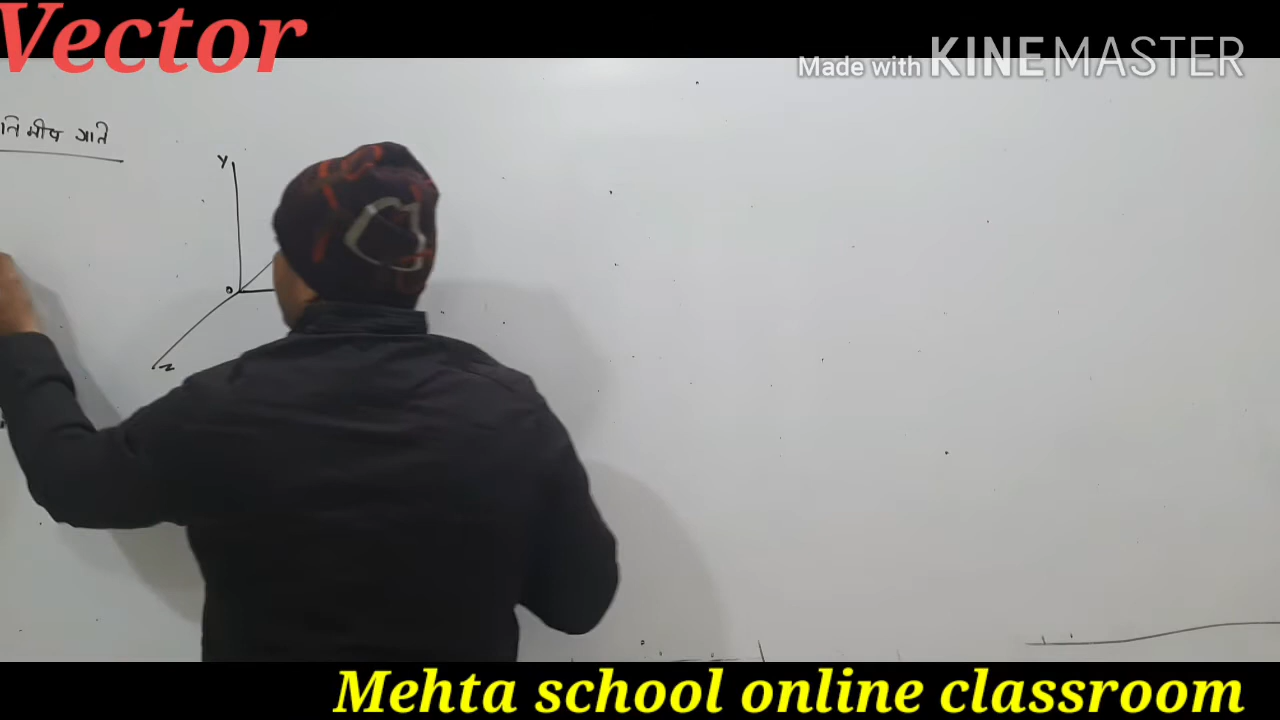 Vector
Made with KINEMASTER
गति
Y
O
Z
Mehta school online classroom